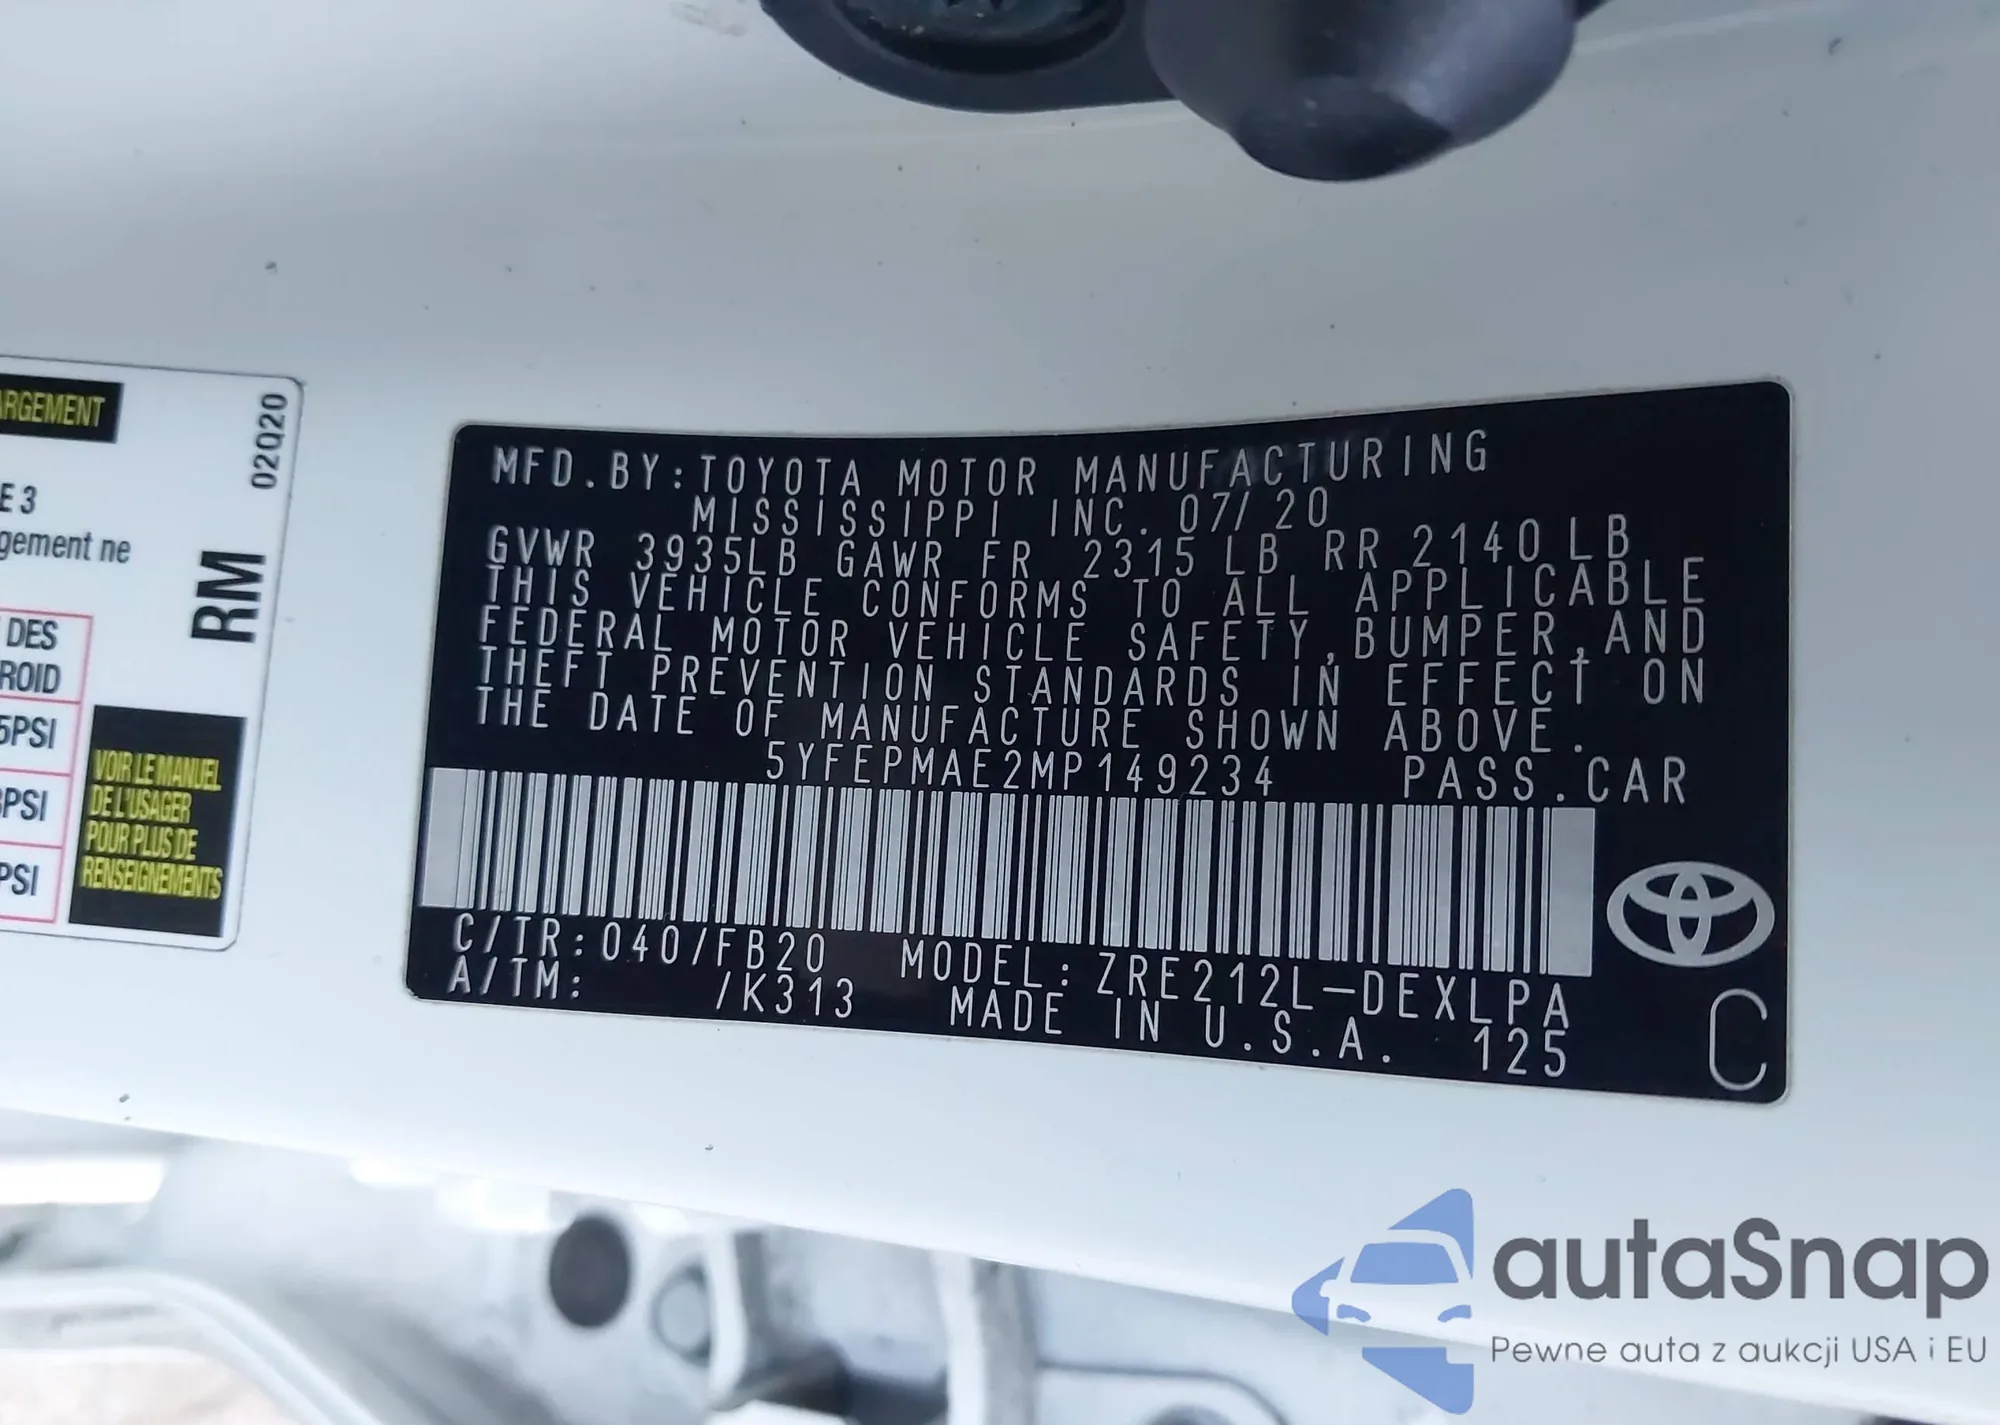 ARGEMENT
E 3
gement ne
DES
ROID
5PSI
PSI
PSI
VOIR LE MANUEL
DE L'USAGER
POUR PLUS DE
RENSEIGNEMENTS
RM
02Q20
MFD.BY:TOYOTA MOTOR MANUFACTURING
MISSISSIPPI INC. 07/20
GVWR 3935LB GAWR FR 2315 LB RR 2140 LB
THIS VEHICLE CONFORMS TO ALL APPLICABLE
FEDERAL MOTOR VEHICLE SAFETY,BUMPER,AND
THEFT PREVENTION STANDARDS IN EFFECT ON
THE DATE OF MANUFACTURE SHOWN ABOVE.
5YFEPMAE2MP149234 PASS.CAR
C/TR:040/FB20 MODEL:ZRE212L-DEXLPA
A/TM: /K313 MADE IN U.S.A. 125
C
autaSnap
Pewne auta z aukcji USA i EU